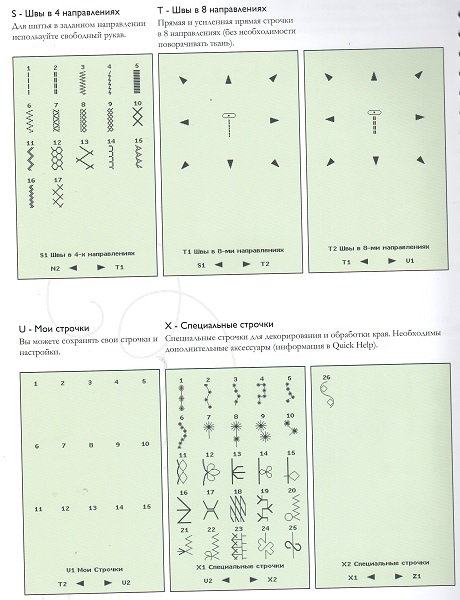 S - Швы в 4 направлениях
Для шитья в заданном направлении
используйте свободный рукав.
T - Швы в 8 направлениях
Прямая и усиленная прямая строчки
в 8 направлениях (без необходимости
поворачивать ткань).
1 2 3 4 5
6 7 8 9 10
11 12 13 14 15
16 17
S1 Швы в 4-х направлениях
N2 T1
T1 Швы в 8-ми направлениях
S1 T2
T2 Швы в 8-ми направлениях
T1 U1
U - Мои строчки
Вы можете сохранять свои строчки и
настройки.
X - Специальные строчки
Специальные строчки для декорирования и обработки края. Необходимы
дополнительные аксессуары (информация в Quick Help).
1 2 3 4 5
6 7 8 9 10
11 12 13 14 15
U1 Мои Строчки
T2 U2
1 2 3 4 5
6 7 8 9 10
11 12 13 14 15
16 17 18 19 20
21 22 23 24 25
X1 Специальные строчки
U2 X2
26
X2 Специальные строчки
X1 Z1